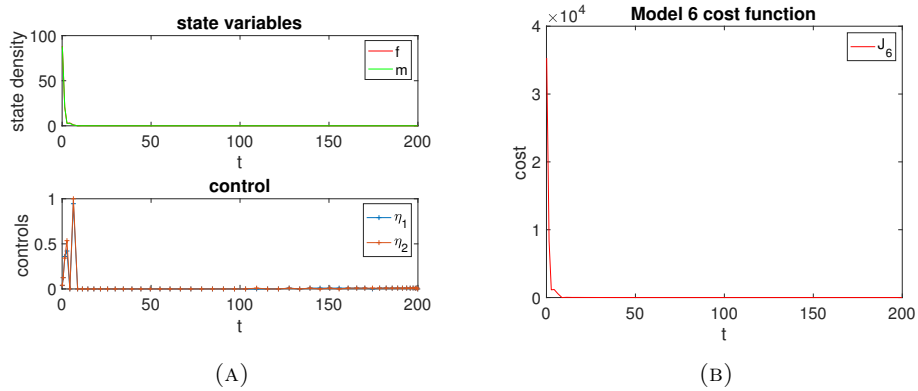 state variables
100
50
0
state density
f
m
0 50 100 150 200
t
control
1
0.5
0
controls
η₁
η₂
0 50 100 150 200
t
(A)
Model 6 cost function
×10⁴
4
3
2
1
0
cost
J₆
0 50 100 150 200
t
(B)